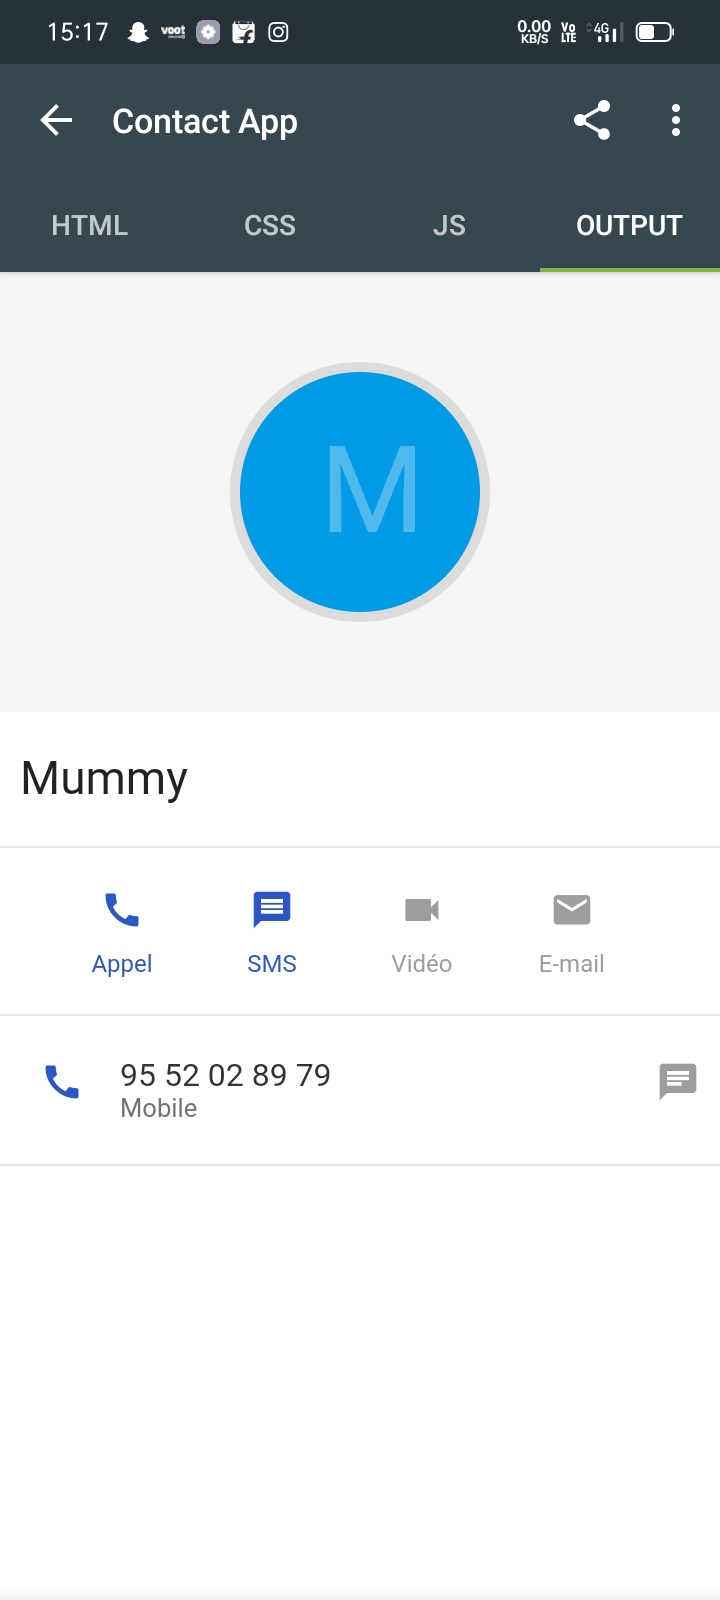 15:17 voot 0.00 KB/S Vo LTE 4G
Contact App
HTML CSS JS OUTPUT
M
Mummy
Appel SMS Vidéo E-mail
95 52 02 89 79
Mobile